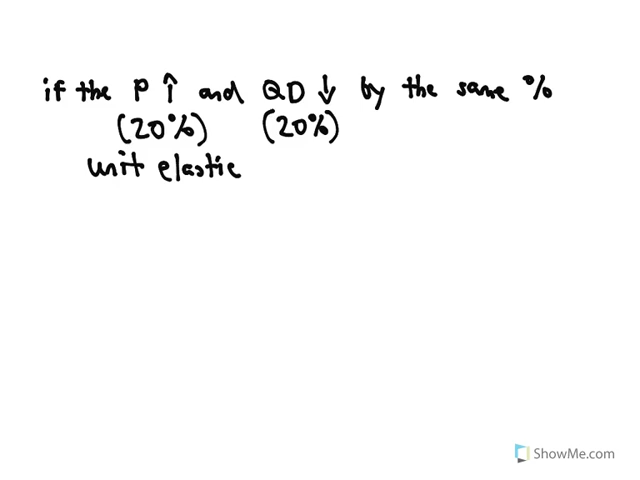 if the P ↑ and QD ↓ by the same %
(20%) (20%)
unit elastic
ShowMe.com